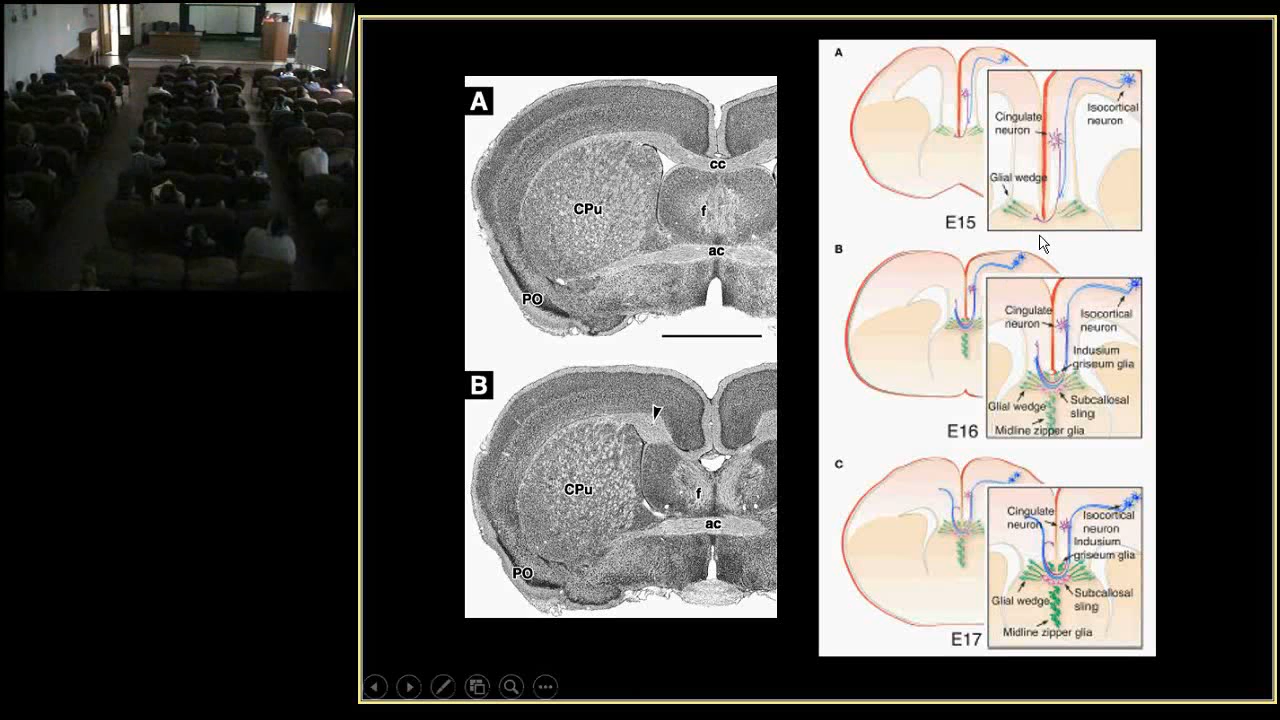 A
cc
CPu
f
ac
PO
B
CPu
f
ac
PO
A
Isocortical
neuron
Cingulate
neuron
Glial wedge
E15
B
Cingulate
neuron
Isocortical
neuron
Indusium
griseum glia
Glial wedge
Subcallosal
sling
Midline zipper glia
E16
C
Cingulate
neuron
Isocortical
neuron
Indusium
griseum glia
Glial wedge
Subcallosal
sling
Midline zipper glia
E17